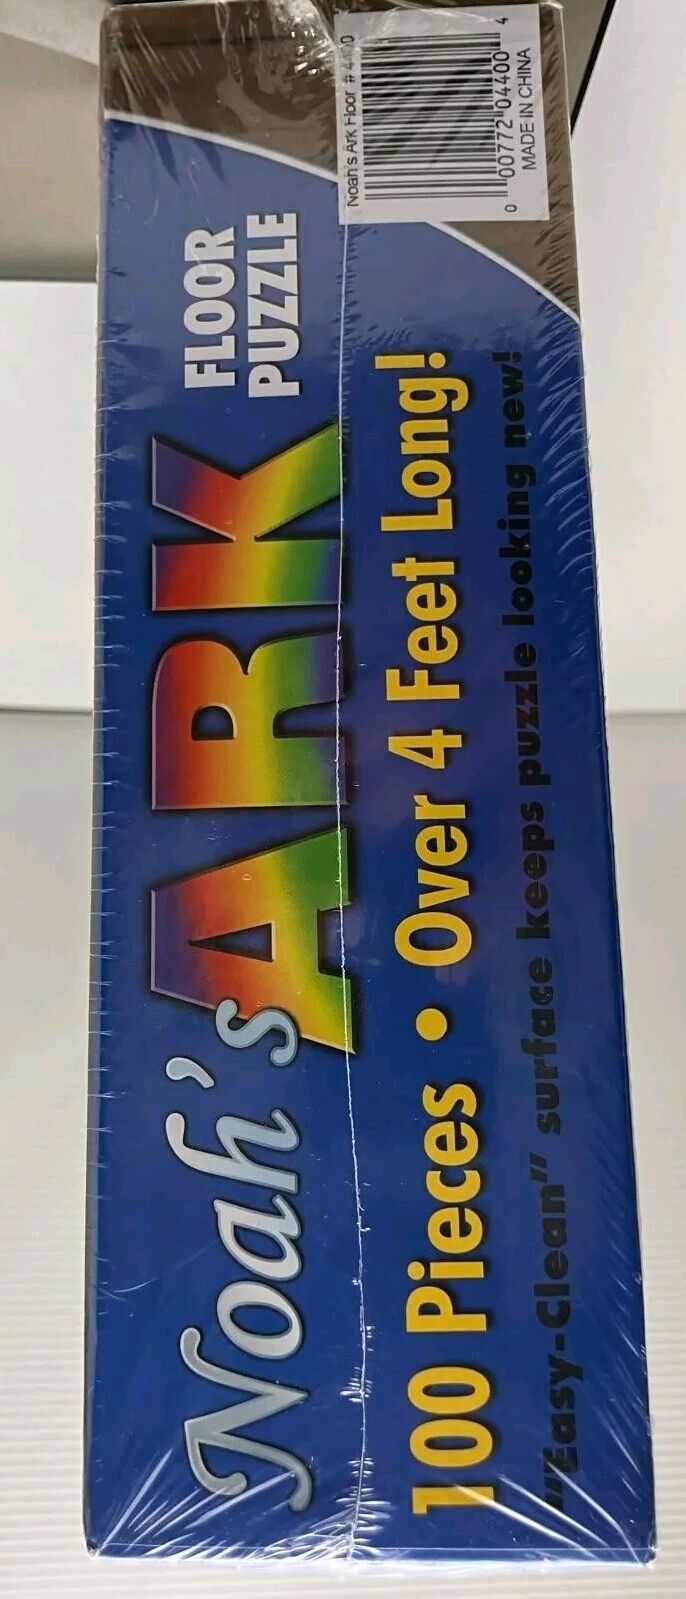 Noah's ARK FLOOR
PUZZLE
100 Pieces • Over 4 Feet Long!
"Easy-Clean" surface keeps puzzle looking new!
Noah's Ark Floor # 4400
0 00772 04400 4
MADE IN CHINA